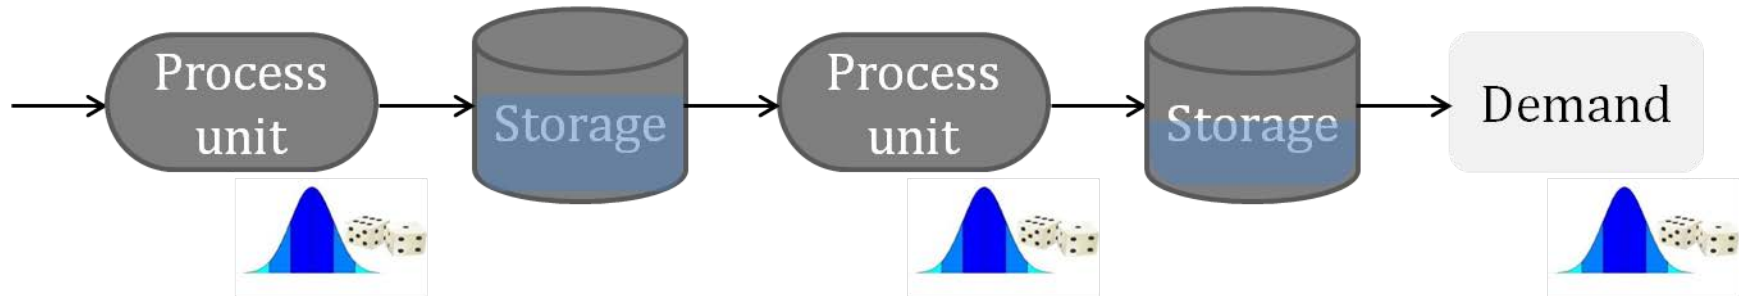 Process
unit
Storage
Process
unit
Storage
Demand